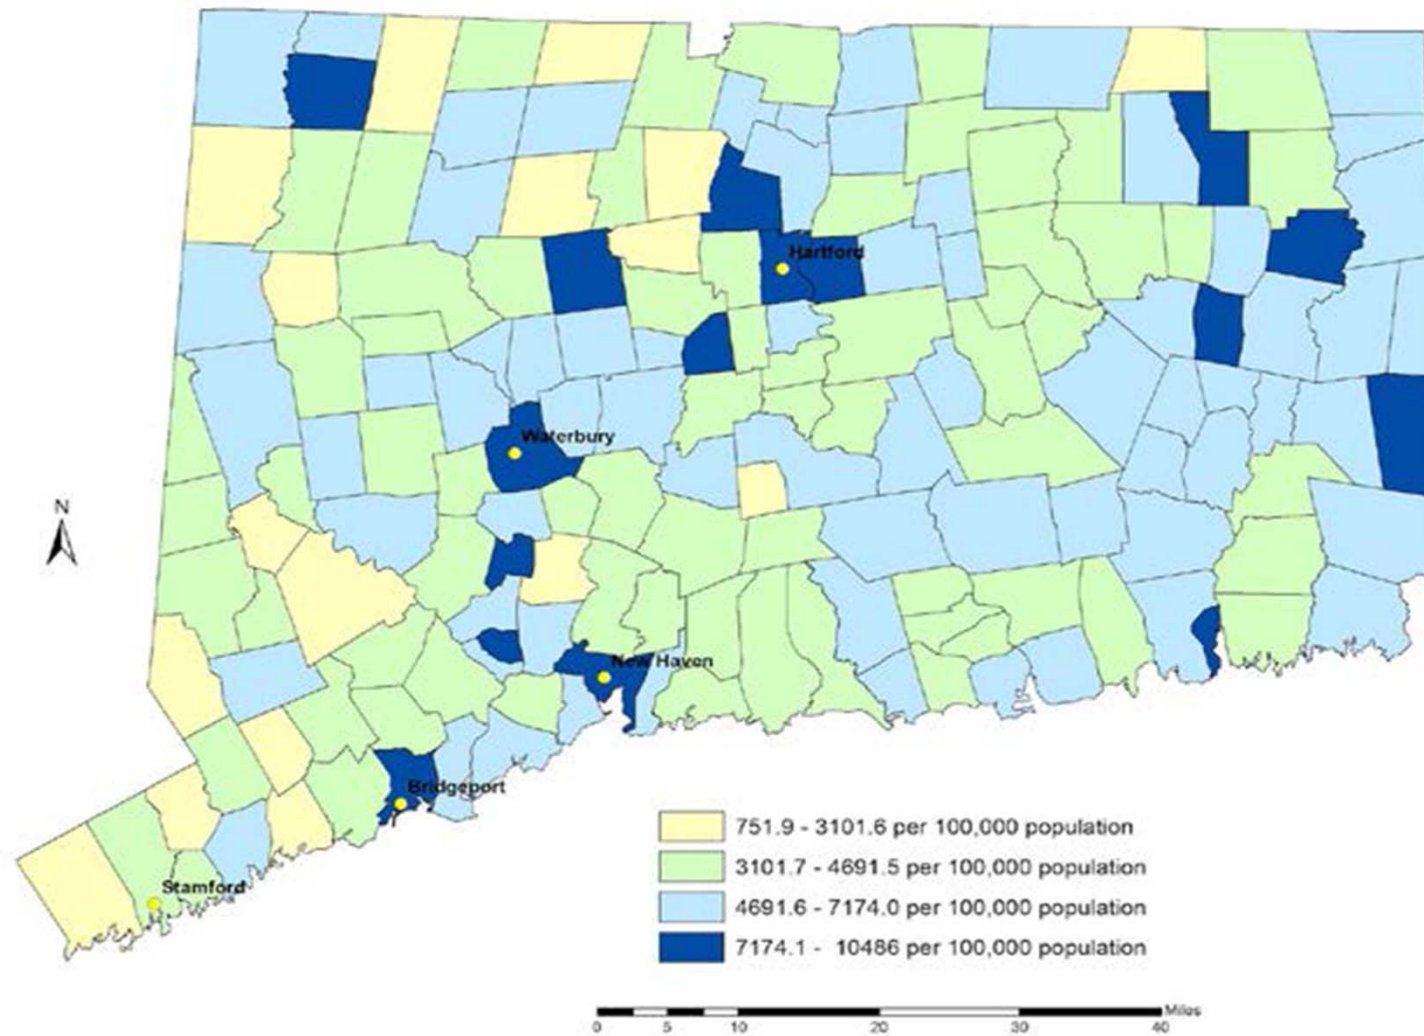 Hartford
Waterbury
N
New Haven
Bridgeport
751.9 - 3101.6 per 100,000 population
3101.7 - 4691.5 per 100,000 population
Stamford
4691.6 - 7174.0 per 100,000 population
7174.1 - 10486 per 100,000 population
Miles
0 5 10 20 30 40